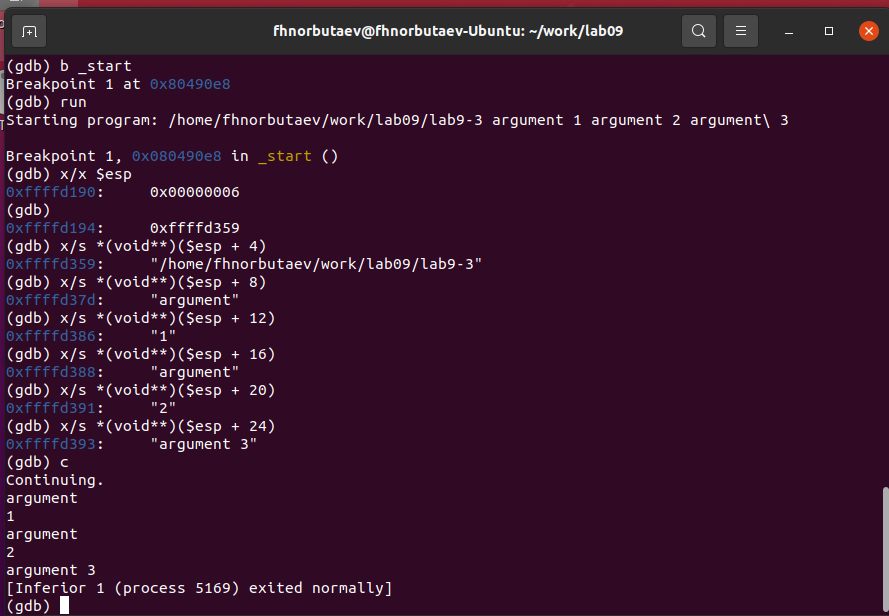 fhnorbutaev@fhnorbutaev-Ubuntu: ~/work/lab09
(gdb) b _start
Breakpoint 1 at 0x80490e8
(gdb) run
Starting program: /home/fhnorbutaev/work/lab09/lab9-3 argument 1 argument 2 argument\ 3

Breakpoint 1, 0x080490e8 in _start ()
(gdb) x/x $esp
0xffffd190:     0x00000006
(gdb)
0xffffd194:     0xffffd359
(gdb) x/s *(void**)($esp + 4)
0xffffd359:     "/home/fhnorbutaev/work/lab09/lab9-3"
(gdb) x/s *(void**)($esp + 8)
0xffffd37d:     "argument"
(gdb) x/s *(void**)($esp + 12)
0xffffd386:     "1"
(gdb) x/s *(void**)($esp + 16)
0xffffd388:     "argument"
(gdb) x/s *(void**)($esp + 20)
0xffffd391:     "2"
(gdb) x/s *(void**)($esp + 24)
0xffffd393:     "argument 3"
(gdb) c
Continuing.
argument
1
argument
2
argument 3
[Inferior 1 (process 5169) exited normally]
(gdb)